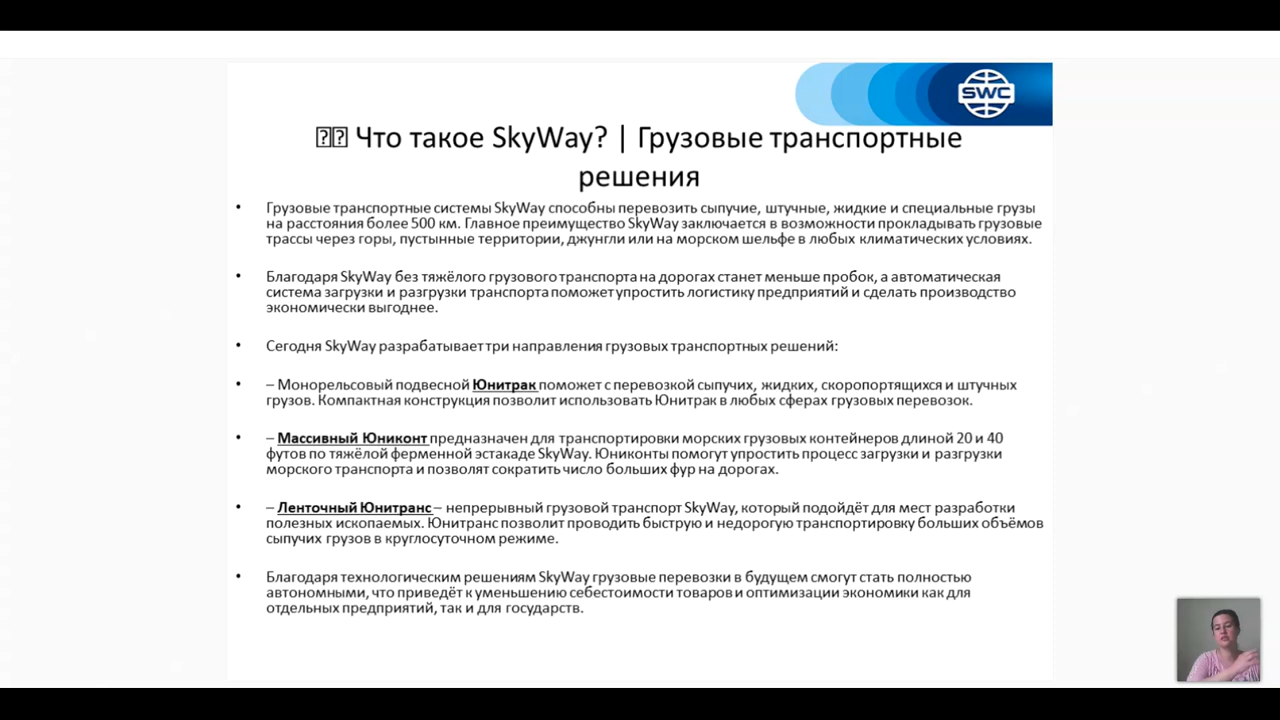 SWC
Что такое SkyWay? | Грузовые транспортные
решения
• Грузовые транспортные системы SkyWay способны перевозить сыпучие, штучные, жидкие и специальные грузы
на расстояния более 500 км. Главное преимущество SkyWay заключается в возможности прокладывать грузовые
трассы через горы, пустынные территории, джунгли или на морском шельфе в любых климатических условиях.
• Благодаря SkyWay без тяжёлого грузового транспорта на дорогах станет меньше пробок, а автоматическая
система загрузки и разгрузки транспорта поможет упростить логистику предприятий и сделать производство
экономически выгоднее.
• Сегодня SkyWay разрабатывает три направления грузовых транспортных решений:
• – Монорельсовый подвесной Юнитрак поможет с перевозкой сыпучих, жидких, скоропортящихся и штучных
грузов. Компактная конструкция позволит использовать Юнитрак в любых сферах грузовых перевозок.
• – Массивный Юниконт предназначен для транспортировки морских грузовых контейнеров длиной 20 и 40
футов по тяжёлой ферменной эстакаде SkyWay. Юниконты помогут упростить процесс загрузки и разгрузки
морского транспорта и позволят сократить число больших фур на дорогах.
• – Ленточный Юнитранс – непрерывный грузовой транспорт SkyWay, который подойдёт для мест разработки
полезных ископаемых. Юнитранс позволит проводить быструю и недорогую транспортировку больших объёмов
сыпучих грузов в круглосуточном режиме.
• Благодаря технологическим решениям SkyWay грузовые перевозки в будущем смогут стать полностью
автономными, что приведёт к уменьшению себестоимости товаров и оптимизации экономики как для
отдельных предприятий, так и для государств.